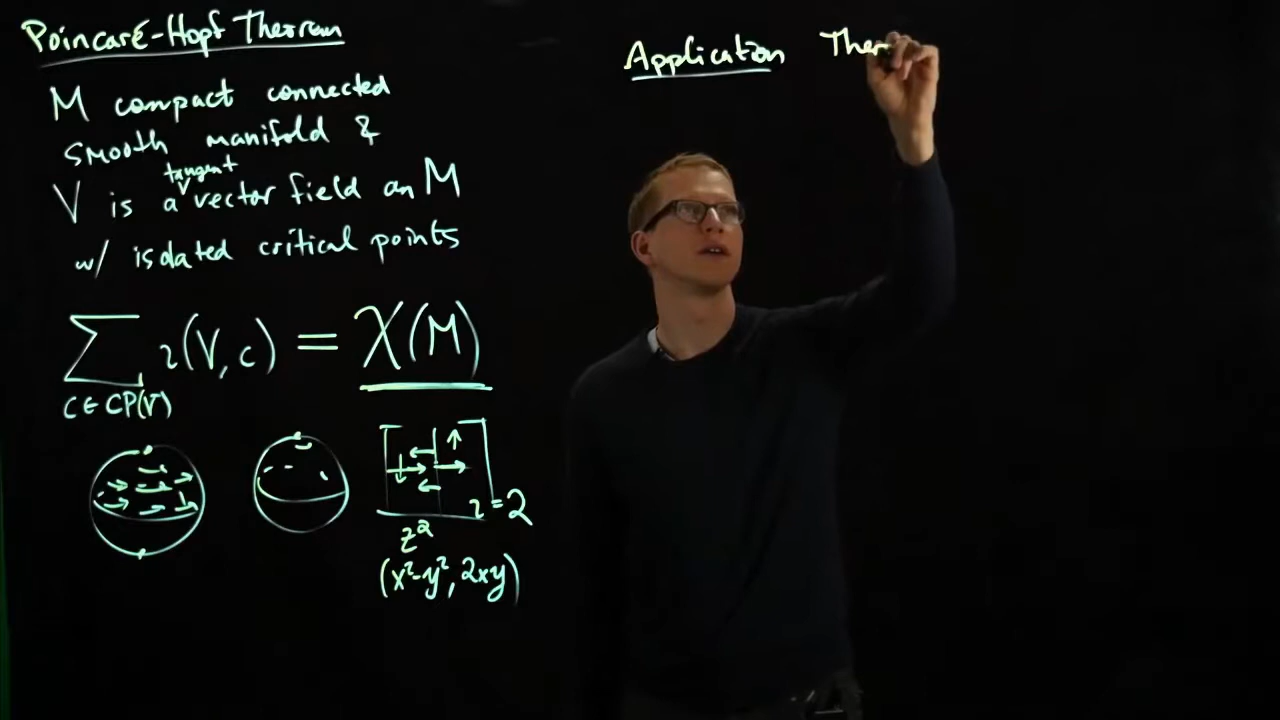 Poincaré-Hopf Theorem
M compact connected
smooth manifold &
tangent
V is a vector field on M
w/ isolated critical points
∑ ι(V, c) = χ(M)
c ∈ CP(V)
ι = 2
z²
(x²-y², 2xy)
Application Ther